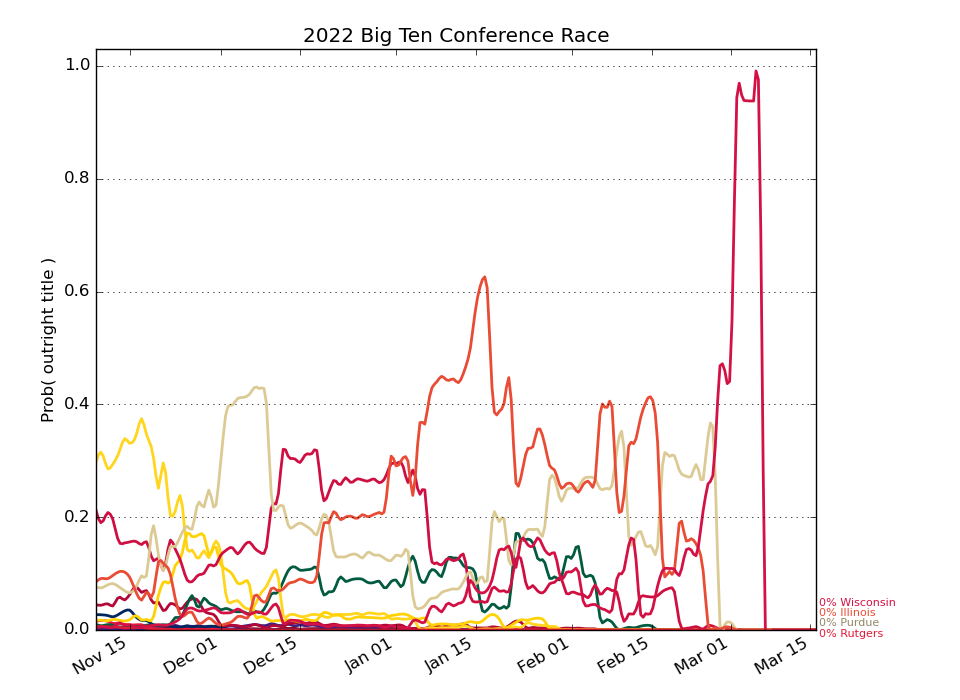 2022 Big Ten Conference Race
Prob( outright title )
1.0
0.8
0.6
0.4
0.2
0.0
Nov 15
Dec 01
Dec 15
Jan 01
Jan 15
Feb 01
Feb 15
Mar 01
Mar 15
0% Wisconsin
0% Illinois
0% Purdue
0% Rutgers